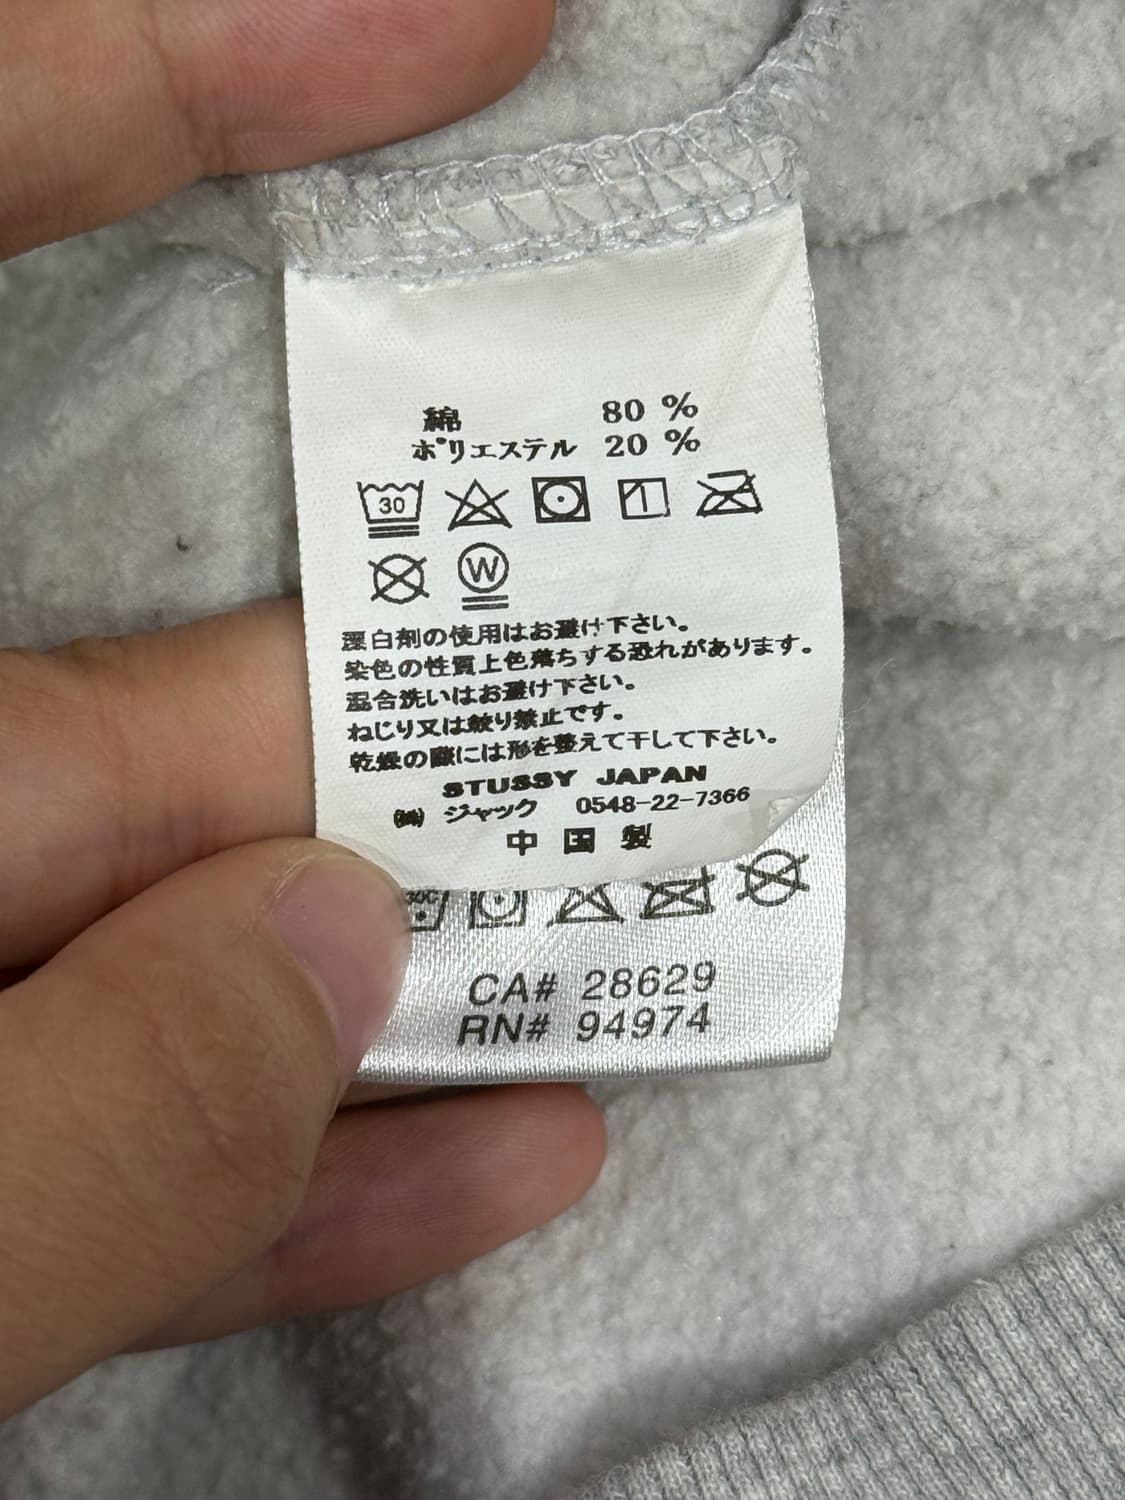 綿 80 %
ポリエステル 20 %
30
W
漂白剤の使用はお避け下さい。
染色の性質上色落ちする恐れがあります。
混合洗いはお避け下さい。
ねじり又は絞り禁止です。
乾燥の際には形を整えて干して下さい。
STUSSY JAPAN
㈱ ジャック 0548-22-7366
中国製
30C
CA# 28629
RN# 94974